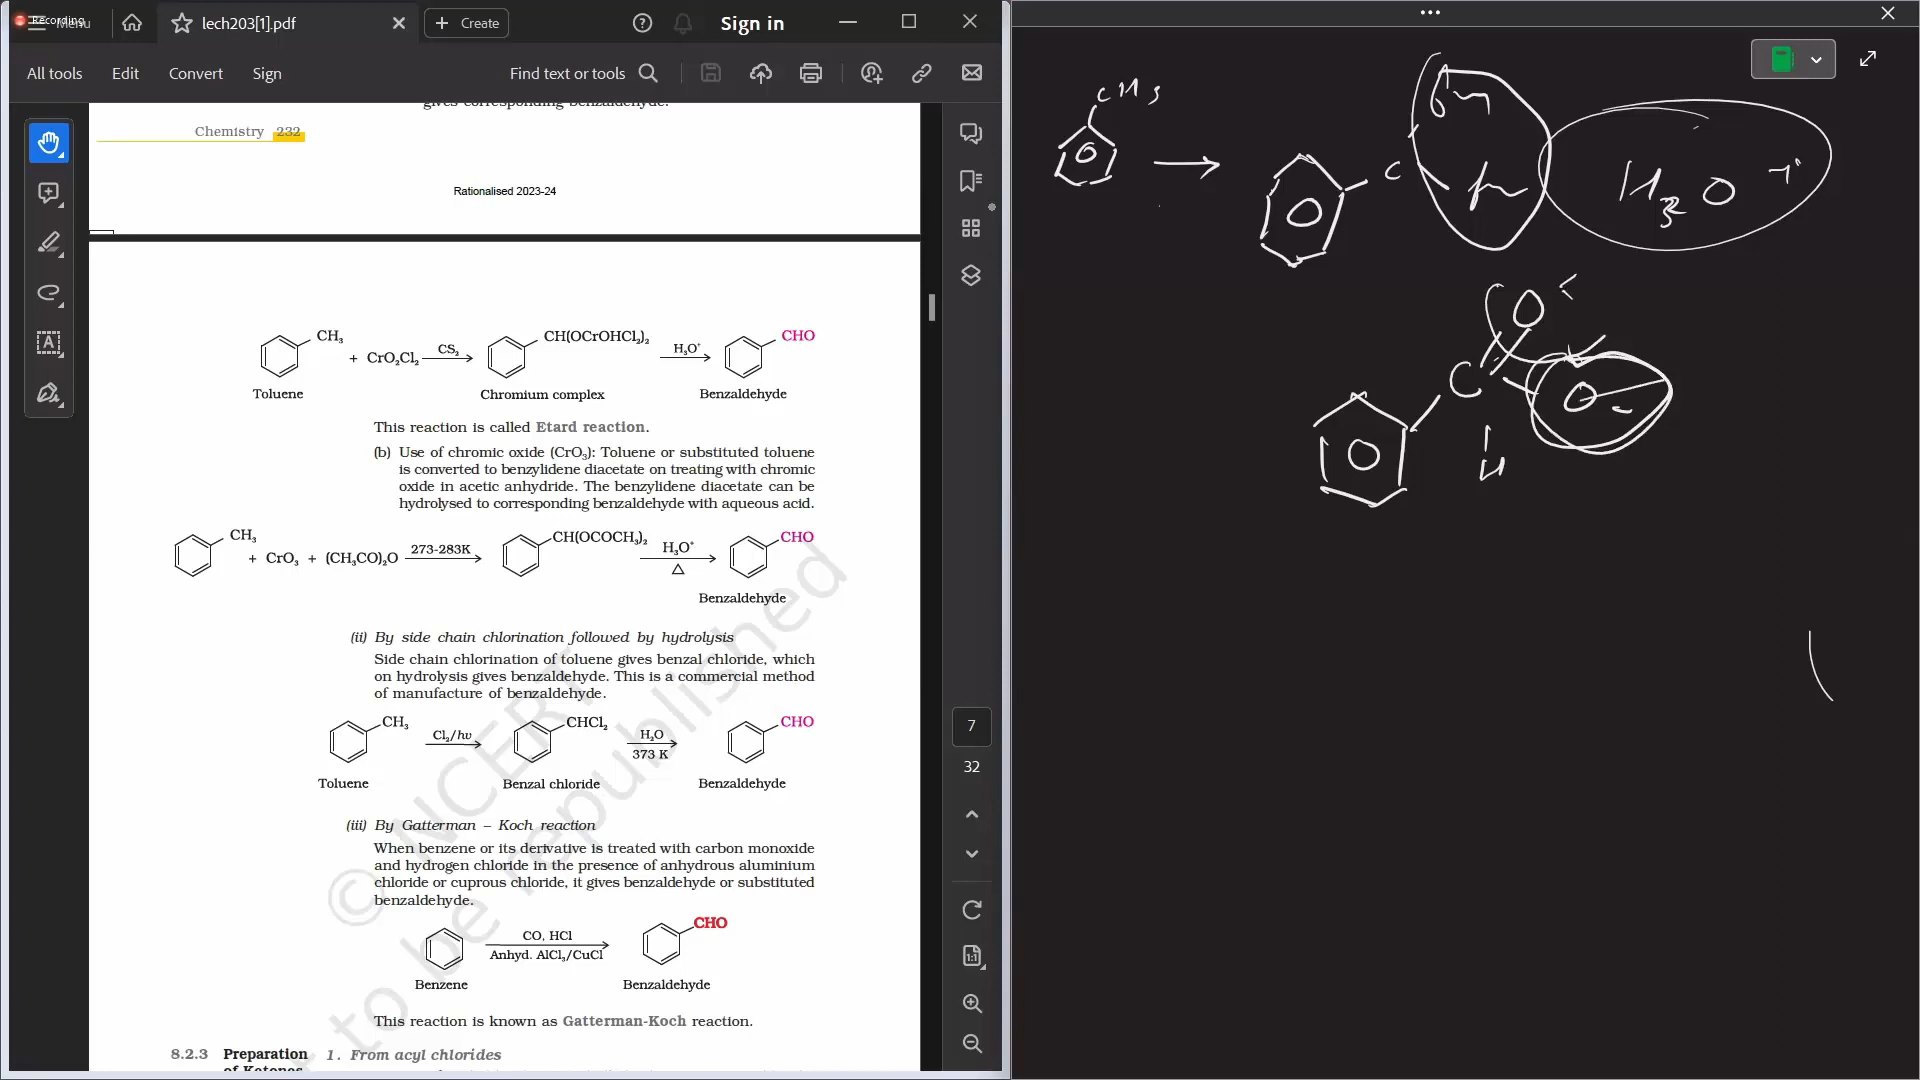 Recording
Menu
lech203[1].pdf
Create
Sign in
All tools
Edit
Convert
Sign
Find text or tools
gives corresponding benzaldehyde.
Chemistry 232
Rationalised 2023-24
CH₃ + CrO₂Cl₂ CS₂ CH(OCrOHCl₂)₂ H₃O⁺ CHO
Toluene Chromium complex Benzaldehyde
This reaction is called Etard reaction.
(b) Use of chromic oxide (CrO₃): Toluene or substituted toluene
is converted to benzylidene diacetate on treating with chromic
oxide in acetic anhydride. The benzylidene diacetate can be
hydrolysed to corresponding benzaldehyde with aqueous acid.
CH₃ + CrO₃ + (CH₃CO)₂O 273-283K CH(OCOCH₃)₂ H₃O⁺ △ CHO
Benzaldehyde
(ii) By side chain chlorination followed by hydrolysis
Side chain chlorination of toluene gives benzal chloride, which
on hydrolysis gives benzaldehyde. This is a commercial method
of manufacture of benzaldehyde.
CH₃ Cl₂/hν CHCl₂ H₂O 373 K CHO
Toluene Benzal chloride Benzaldehyde
(iii) By Gatterman – Koch reaction
When benzene or its derivative is treated with carbon monoxide
and hydrogen chloride in the presence of anhydrous aluminium
chloride or cuprous chloride, it gives benzaldehyde or substituted
benzaldehyde.
CO, HCl Anhyd. AlCl₃/CuCl CHO
Benzene Benzaldehyde
This reaction is known as Gatterman-Koch reaction.
8.2.3 Preparation 1. From acyl chlorides
of Ketones
© NCERT
not to be republished
7
32
1:1
CH₃
C
H₃O
O
C
O
H